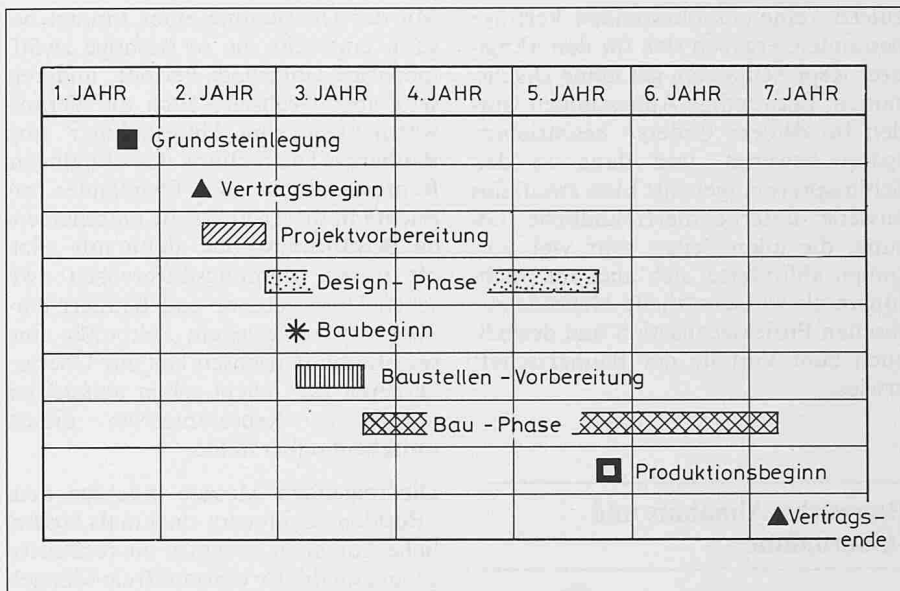 1. JAHR 2. JAHR 3. JAHR 4. JAHR 5. JAHR 6. JAHR 7. JAHR
Grundsteinlegung
Vertragsbeginn
Projektvorbereitung
Design-Phase
Baubeginn
Baustellen-Vorbereitung
Bau-Phase
Produktionsbeginn
Vertrags-
ende